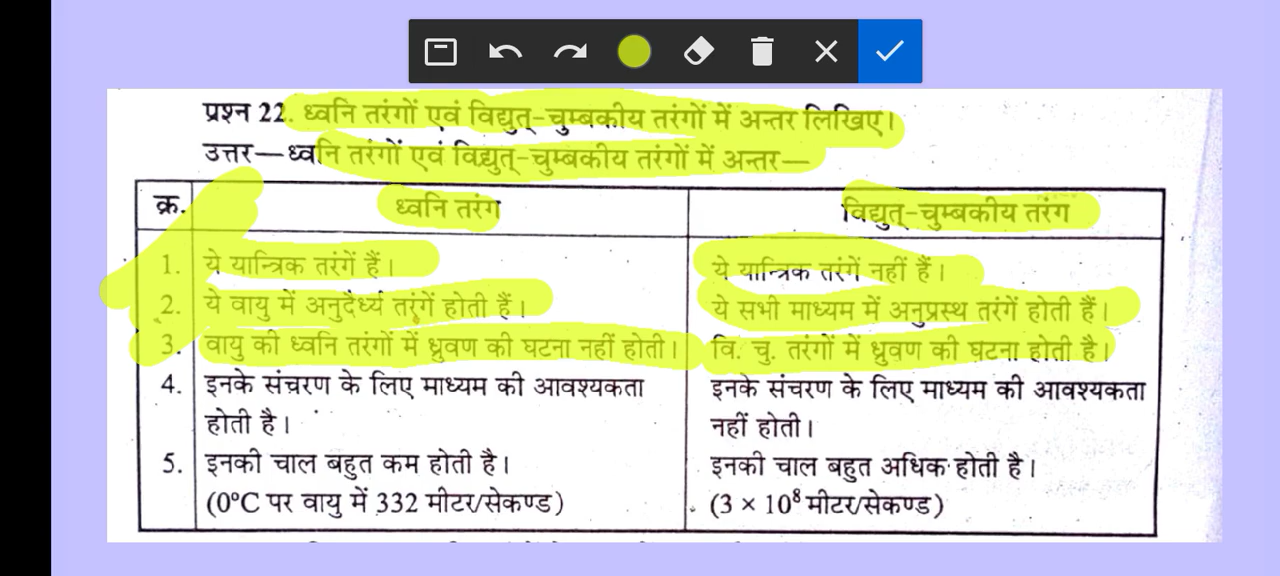 प्रश्न 22. ध्वनि तरंगों एवं विद्युत्-चुम्बकीय तरंगों में अन्तर लिखिए।
उत्तर—ध्वनि तरंगों एवं विद्युत्-चुम्बकीय तरंगों में अन्तर—
क्र. ध्वनि तरंग विद्युत्-चुम्बकीय तरंग
1. ये यान्त्रिक तरंगें हैं। ये यान्त्रिक तरंगें नहीं हैं।
2. ये वायु में अनुदैर्ध्य तरंगें होती हैं। ये सभी माध्यम में अनुप्रस्थ तरंगें होती हैं।
3. वायु की ध्वनि तरंगों में ध्रुवण की घटना नहीं होती। वि. चु. तरंगों में ध्रुवण की घटना होती है।
4. इनके संचरण के लिए माध्यम की आवश्यकता इनके संचरण के लिए माध्यम की आवश्यकता
होती है। नहीं होती।
5. इनकी चाल बहुत कम होती है। इनकी चाल बहुत अधिक होती है।
(0°C पर वायु में 332 मीटर/सेकण्ड) (3 × 10⁸ मीटर/सेकण्ड)